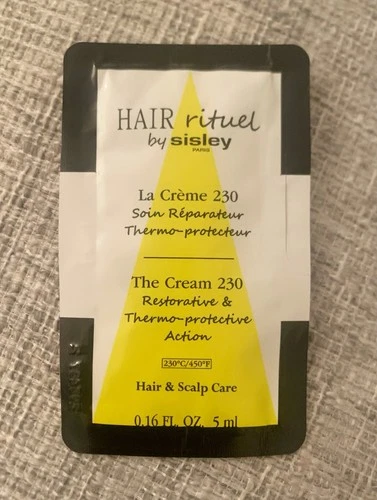 HAIR rituel
by sisley
PARIS
La Crème 230
Soin Réparateur
Thermo-protecteur
The Cream 230
Restorative &
Thermo-protective
Action
230°C/450°F
Hair & Scalp Care
0.16 FL. OZ. 5 ml